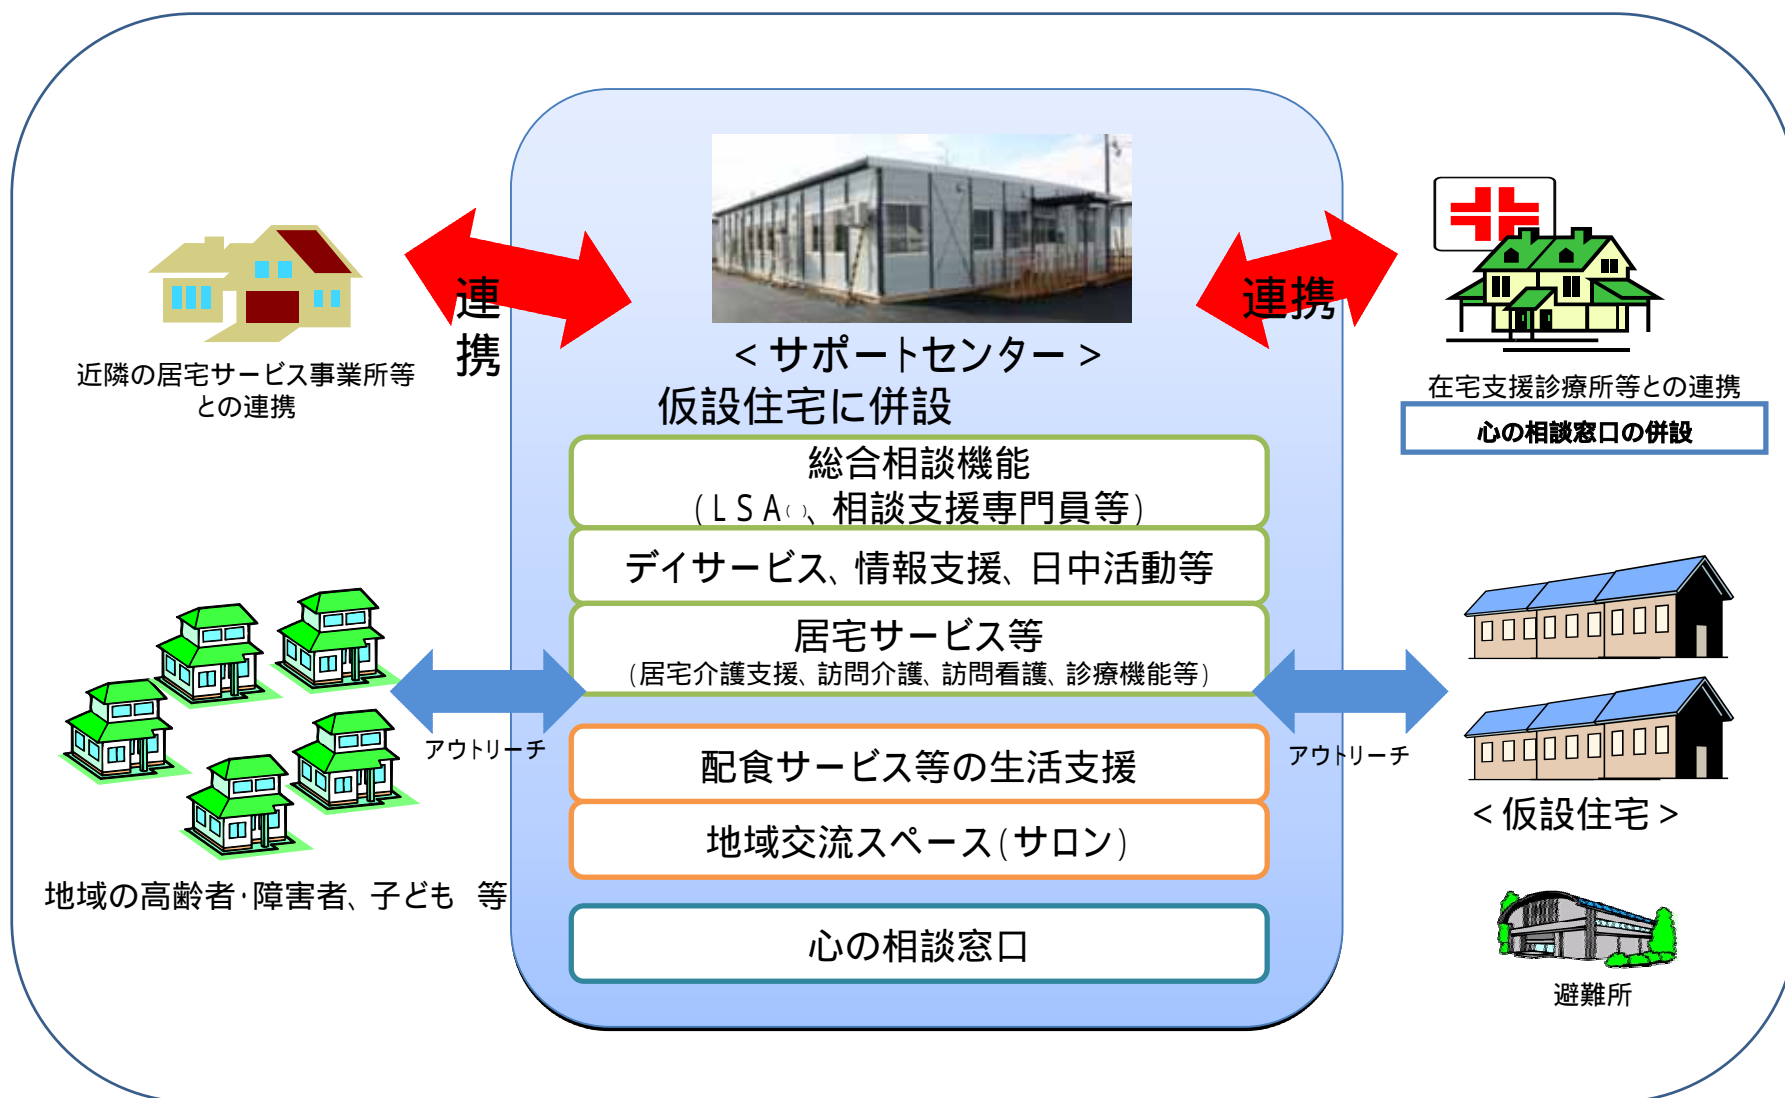 連携
連携
近隣の居宅サービス事業所等
との連携
<サポートセンター>
仮設住宅に併設
在宅支援診療所等との連携
心の相談窓口の併設
総合相談機能
(LSA( )、相談支援専門員等)
デイサービス、情報支援、日中活動等
居宅サービス等
(居宅介護支援、訪問介護、訪問看護、診療機能等)
アウトリーチ
アウトリーチ
配食サービス等の生活支援
地域交流スペース(サロン)
心の相談窓口
地域の高齢者・障害者、子ども 等
<仮設住宅>
避難所